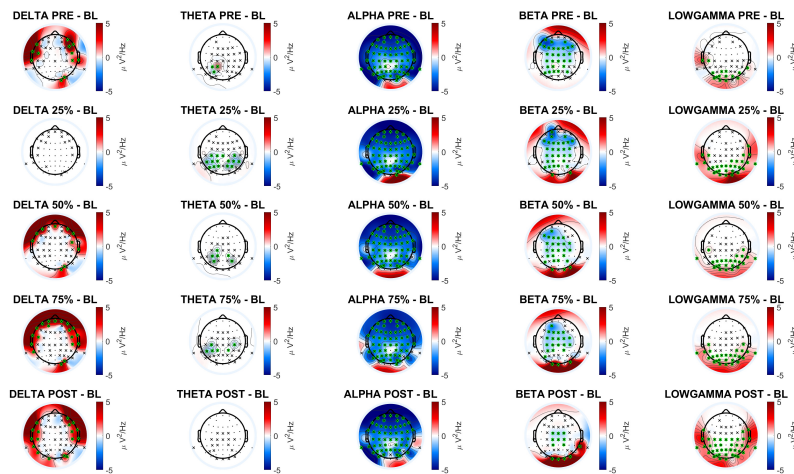 DELTA PRE - BL THETA PRE - BL ALPHA PRE - BL BETA PRE - BL LOWGAMMA PRE - BL
5 5 5 5 5
0 0 0 0 0
-5 -5 -5 -5 -5
μ V²/Hz μ V²/Hz μ V²/Hz μ V²/Hz μ V²/Hz
DELTA 25% - BL THETA 25% - BL ALPHA 25% - BL BETA 25% - BL LOWGAMMA 25% - BL
5 5 5 5 5
0 0 0 0 0
-5 -5 -5 -5 -5
μ V²/Hz μ V²/Hz μ V²/Hz μ V²/Hz μ V²/Hz
DELTA 50% - BL THETA 50% - BL ALPHA 50% - BL BETA 50% - BL LOWGAMMA 50% - BL
5 5 5 5 5
0 0 0 0 0
-5 -5 -5 -5 -5
μ V²/Hz μ V²/Hz μ V²/Hz μ V²/Hz μ V²/Hz
DELTA 75% - BL THETA 75% - BL ALPHA 75% - BL BETA 75% - BL LOWGAMMA 75% - BL
5 5 5 5 5
0 0 0 0 0
-5 -5 -5 -5 -5
μ V²/Hz μ V²/Hz μ V²/Hz μ V²/Hz μ V²/Hz
DELTA POST - BL THETA POST - BL ALPHA POST - BL BETA POST - BL LOWGAMMA POST - BL
5 5 5 5 5
0 0 0 0 0
-5 -5 -5 -5 -5
μ V²/Hz μ V²/Hz μ V²/Hz μ V²/Hz μ V²/Hz